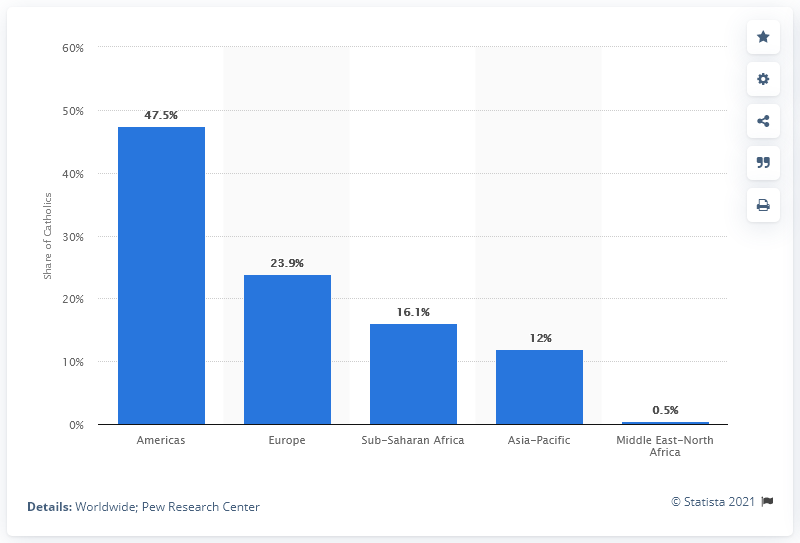 60%
50%
40%
30%
20%
10%
0%
Share of Catholics
47.5%
23.9%
16.1%
12%
0.5%
Americas
Europe
Sub-Saharan Africa
Asia-Pacific
Middle East-North
Africa
Details: Worldwide; Pew Research Center
© Statista 2021